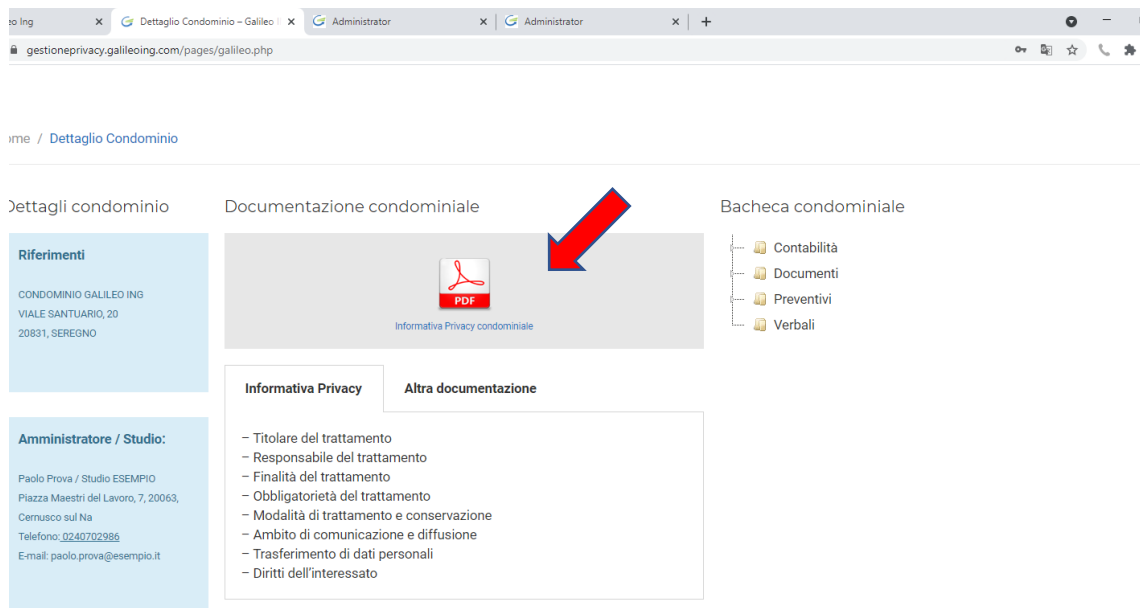 eo Ing
Dettaglio Condominio – Galileo I
Administrator
Administrator
gestioneprivacy.galileoing.com/pages/galileo.php
ome / Dettaglio Condominio
Dettagli condominio
Riferimenti
CONDOMINIO GALILEO ING
VIALE SANTUARIO, 20
20831, SEREGNO
Amministratore / Studio:
Paolo Prova / Studio ESEMPIO
Piazza Maestri del Lavoro, 7, 20063,
Cernusco sul Na
Telefono: 0240702986
E-mail: paolo.prova@esempio.it
Documentazione condominiale
PDF
Informativa Privacy condominiale
Informativa Privacy
Altra documentazione
– Titolare del trattamento
– Responsabile del trattamento
– Finalità del trattamento
– Obbligatorietà del trattamento
– Modalità di trattamento e conservazione
– Ambito di comunicazione e diffusione
– Trasferimento di dati personali
– Diritti dell'interessato
Bacheca condominiale
Contabilità
Documenti
Preventivi
Verbali